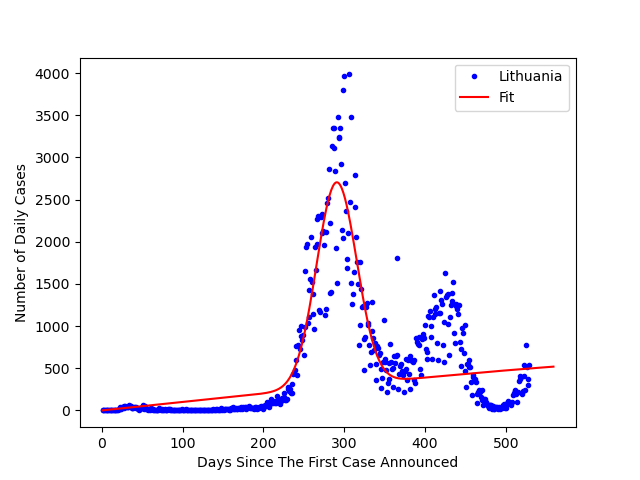 Lithuania
Fit
4000
3500
3000
2500
2000
1500
1000
500
0
Number of Daily Cases
0 100 200 300 400 500
Days Since The First Case Announced